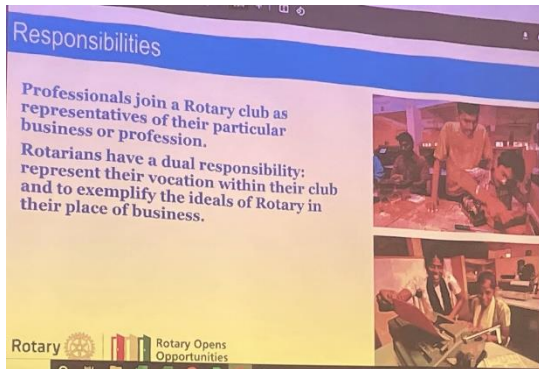 Responsibilities
Professionals join a Rotary club as
representatives of their particular
business or profession.
Rotarians have a dual responsibility:
represent their vocation within their club
and to exemplify the ideals of Rotary in
their place of business.
Rotary
Rotary Opens
Opportunities